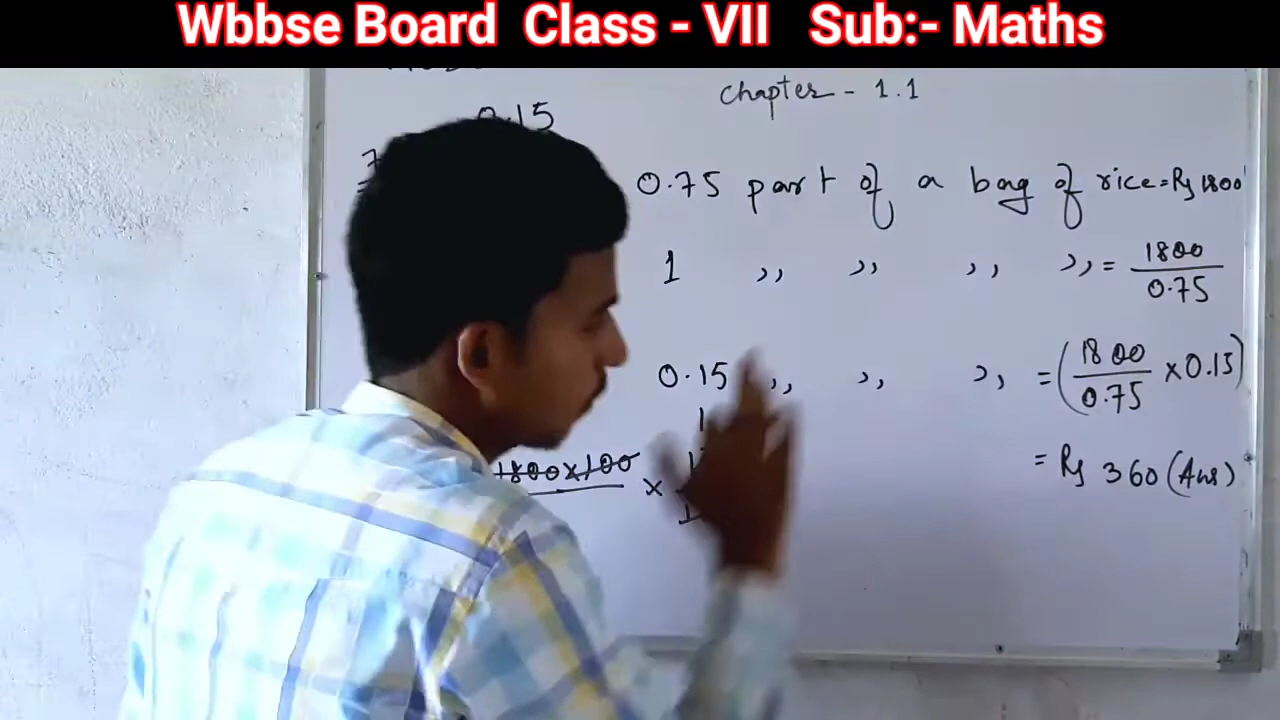 Wbbse Board Class - VII Sub:- Maths
Chapter - 1.1
0.15
0.75 part of a bag of rice = Rs 1800
1 ,, ,, ,, ,, = 1800/0.75
0.15 ,, ,, ,, = (1800/0.75 × 0.15)
1800×100 ×
= Rs 360 (Ans)